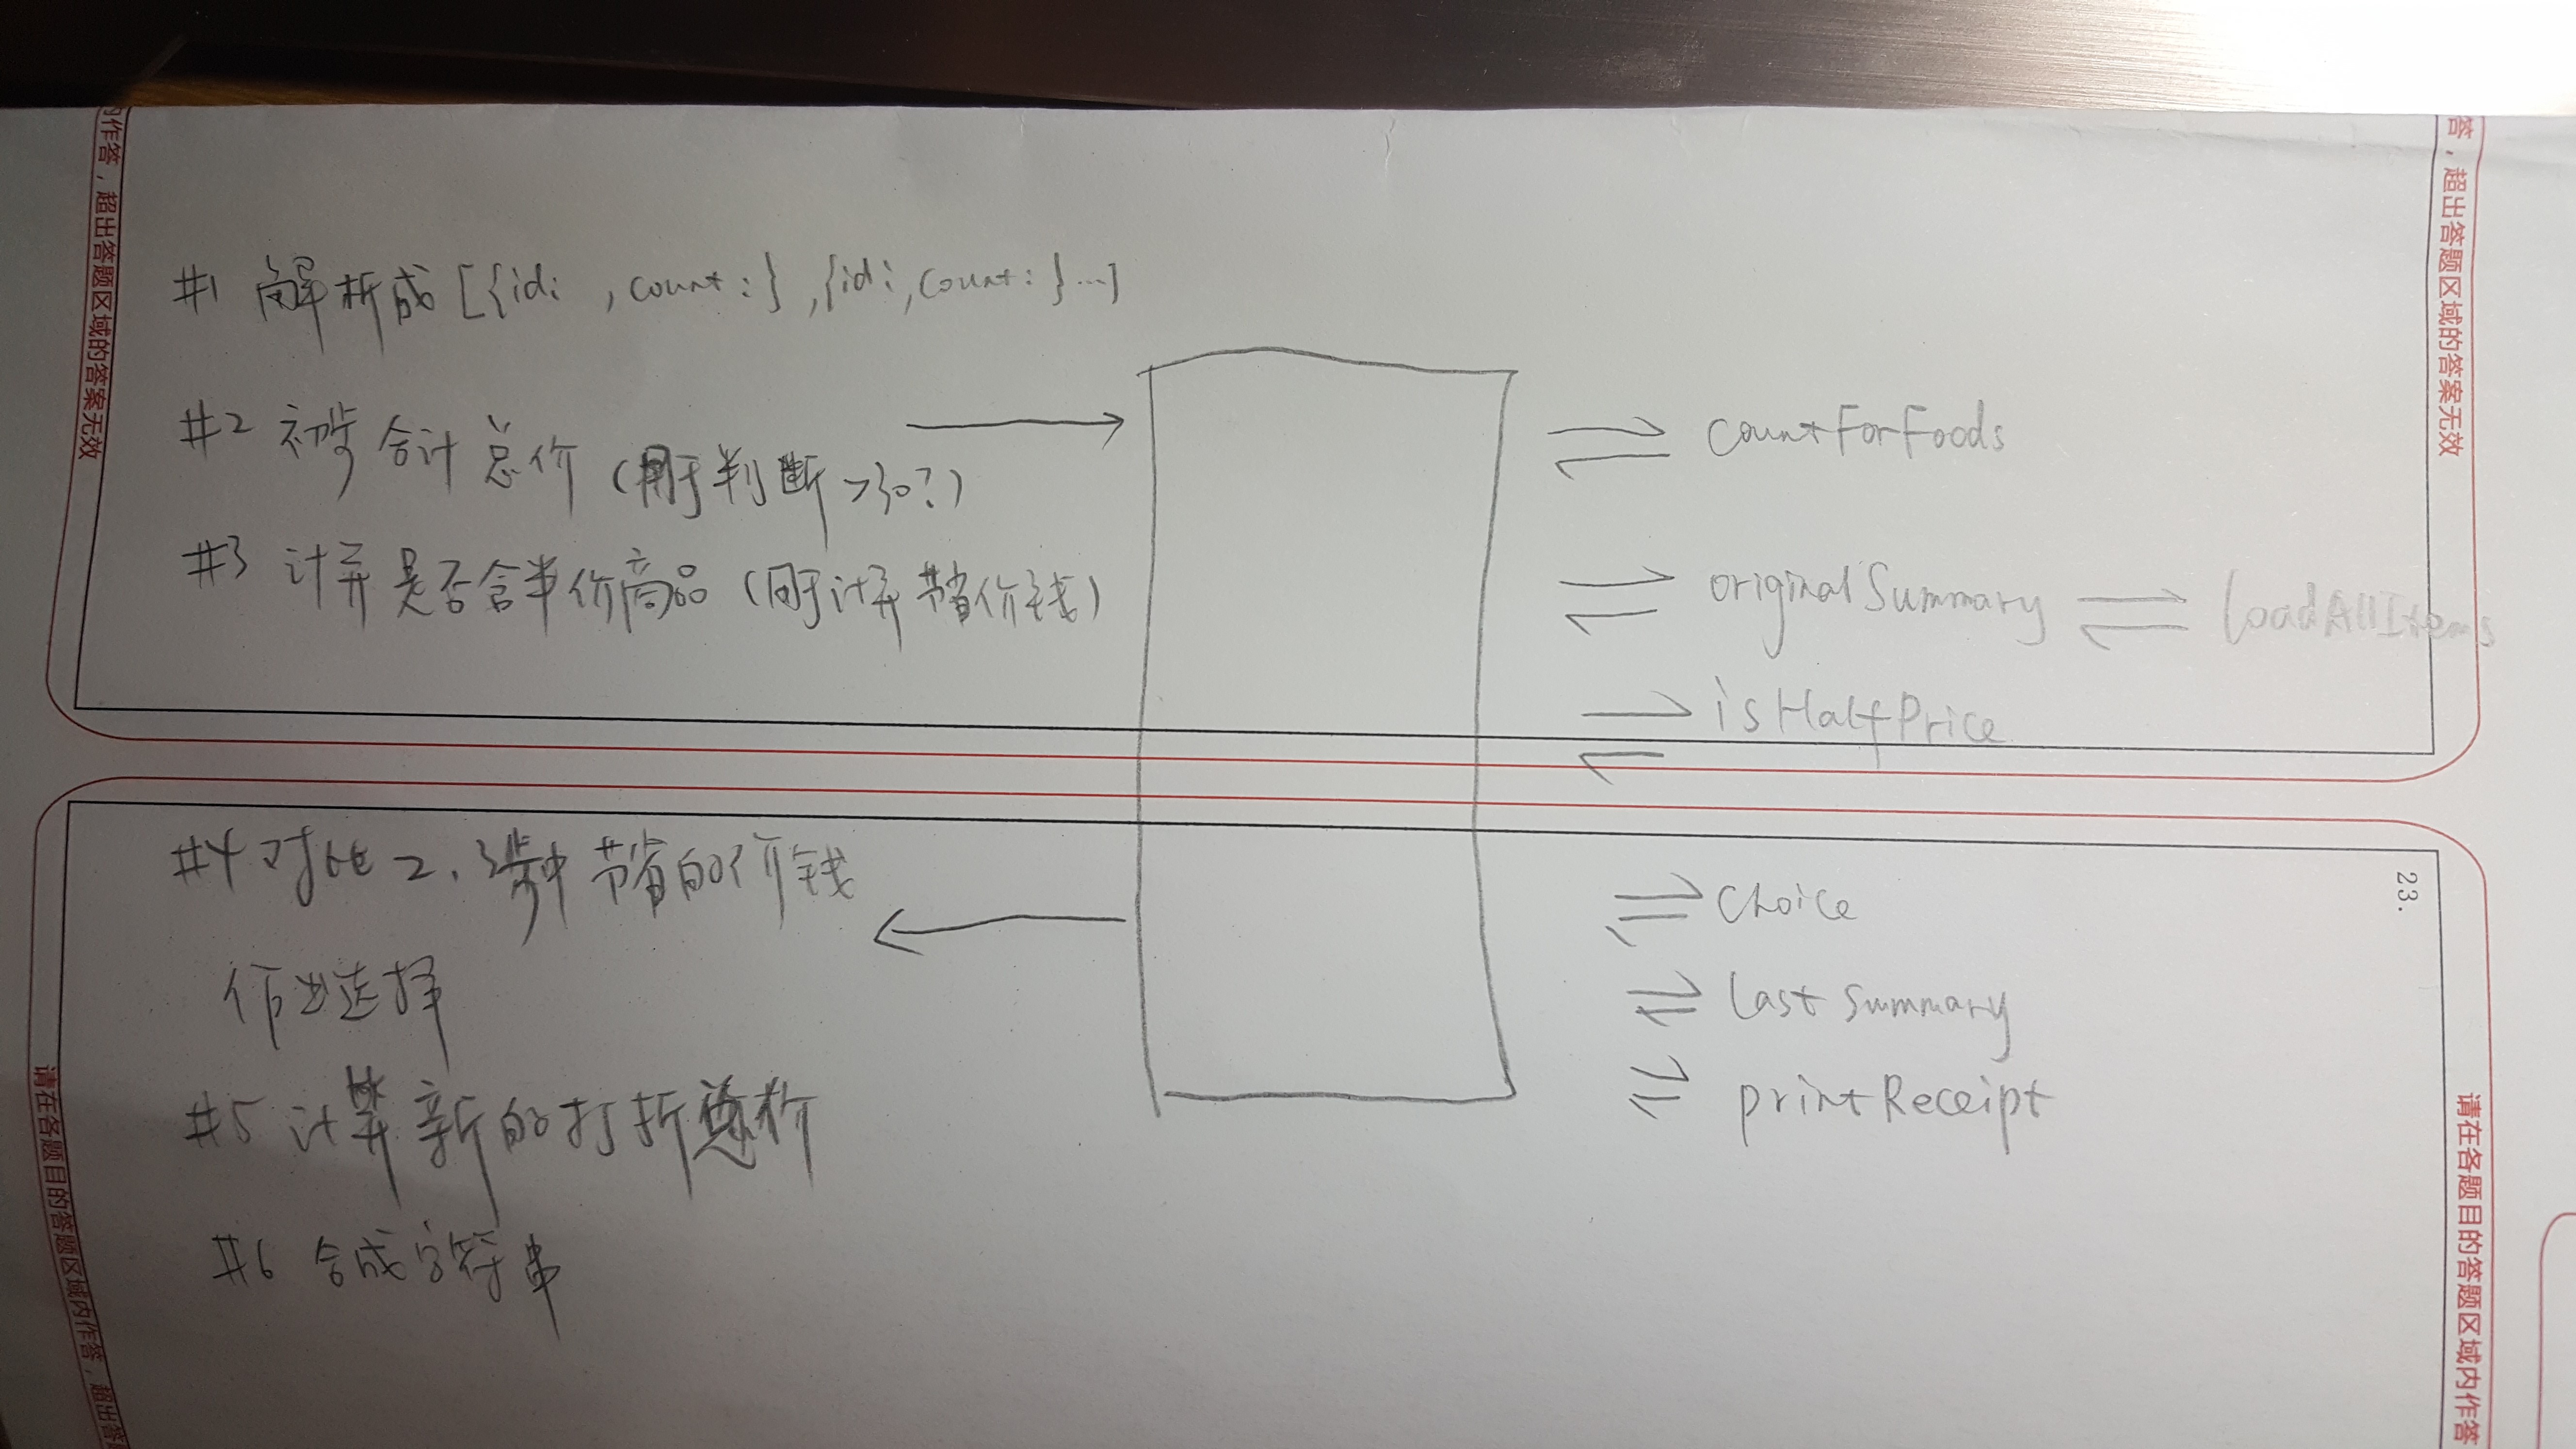 #1 解析成[{id: ,count:},{id:,count:}...]
#2 初步合计总价(用于判断>30?)
#3 计算是否含半价商品(用于计算节省价钱)
#4 对比2、3步中节省的价钱
作出选择
#5 计算新的打折总价
#6 合成字符串
countForFoods
originalSummary
loadAllItems
isHalfPrice
choice
last summary
printReceipt
23.
内作答，超出答题区域的答案无效
答，超出答题区域的答案无效
请在各题目的答题区域内作答，超出答
请在各题目的答题区域内作答